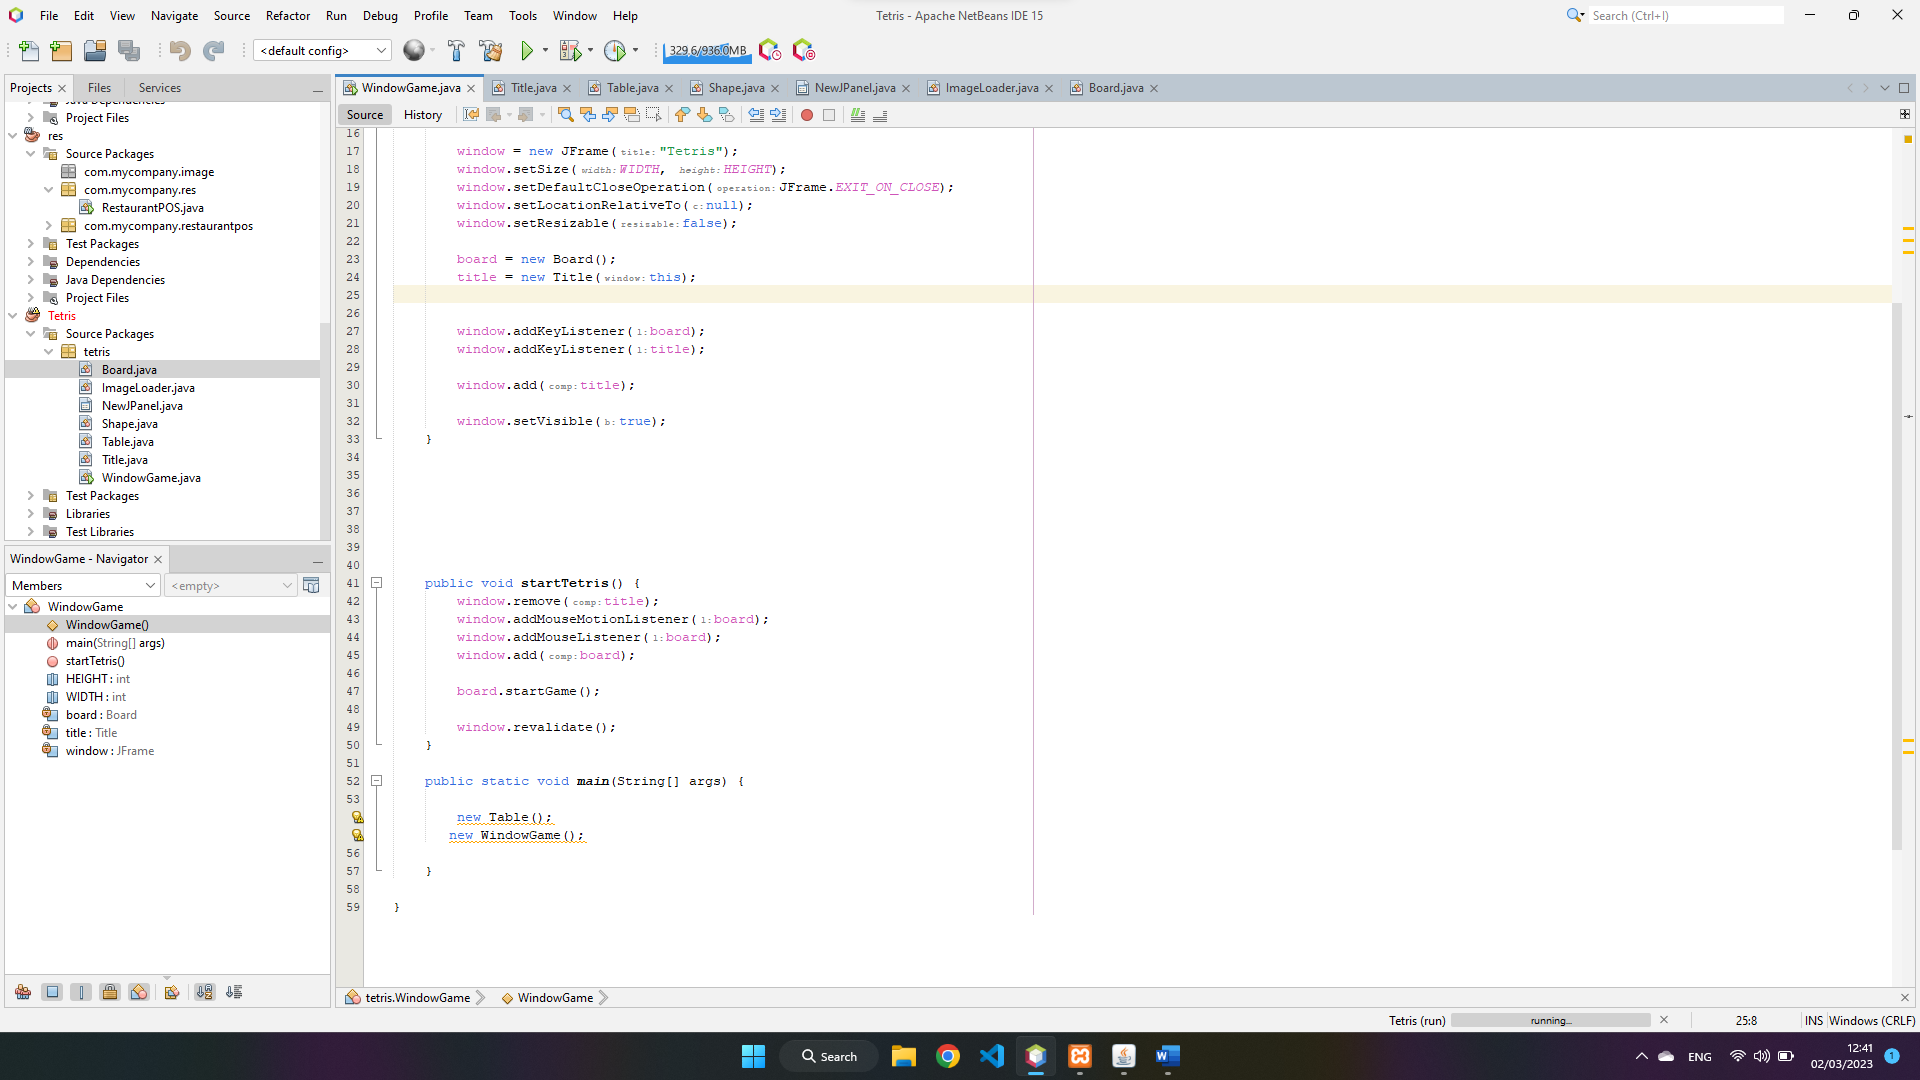 File Edit View Navigate Source Refactor Run Debug Profile Team Tools Window Help
Tetris - Apache NetBeans IDE 15
Search (Ctrl+I)
<default config>
329,6/936,0MB
Projects
Files
Services
Java Dependencies
Project Files
res
Source Packages
com.mycompany.image
com.mycompany.res
RestaurantPOS.java
com.mycompany.restaurantpos
Test Packages
Dependencies
Java Dependencies
Project Files
Tetris
Source Packages
tetris
Board.java
ImageLoader.java
NewJPanel.java
Shape.java
Table.java
Title.java
WindowGame.java
Test Packages
Libraries
Test Libraries
WindowGame - Navigator
Members
<empty>
WindowGame
WindowGame()
main(String[] args)
startTetris()
HEIGHT : int
WIDTH : int
board : Board
title : Title
window : JFrame
WindowGame.java Title.java Table.java Shape.java NewJPanel.java ImageLoader.java Board.java
Source History
16
17 window = new JFrame( title: "Tetris");
18 window.setSize( width: WIDTH, height: HEIGHT);
19 window.setDefaultCloseOperation( operation: JFrame.EXIT_ON_CLOSE);
20 window.setLocationRelativeTo( c: null);
21 window.setResizable( resizable: false);
22
23 board = new Board();
24 title = new Title( window: this);
25
26
27 window.addKeyListener( l: board);
28 window.addKeyListener( l: title);
29
30 window.add( comp: title);
31
32 window.setVisible( b: true);
33 }
34
35
36
37
38
39
40
41 public void startTetris() {
42 window.remove( comp: title);
43 window.addMouseMotionListener( l: board);
44 window.addMouseListener( l: board);
45 window.add( comp: board);
46
47 board.startGame();
48
49 window.revalidate();
50 }
51
52 public static void main(String[] args) {
53
new Table();
new WindowGame();
56
57 }
58
59 }
tetris.WindowGame WindowGame
Tetris (run) running... 25:8 INS Windows (CRLF)
Search
ENG
12:41
02/03/2023
1